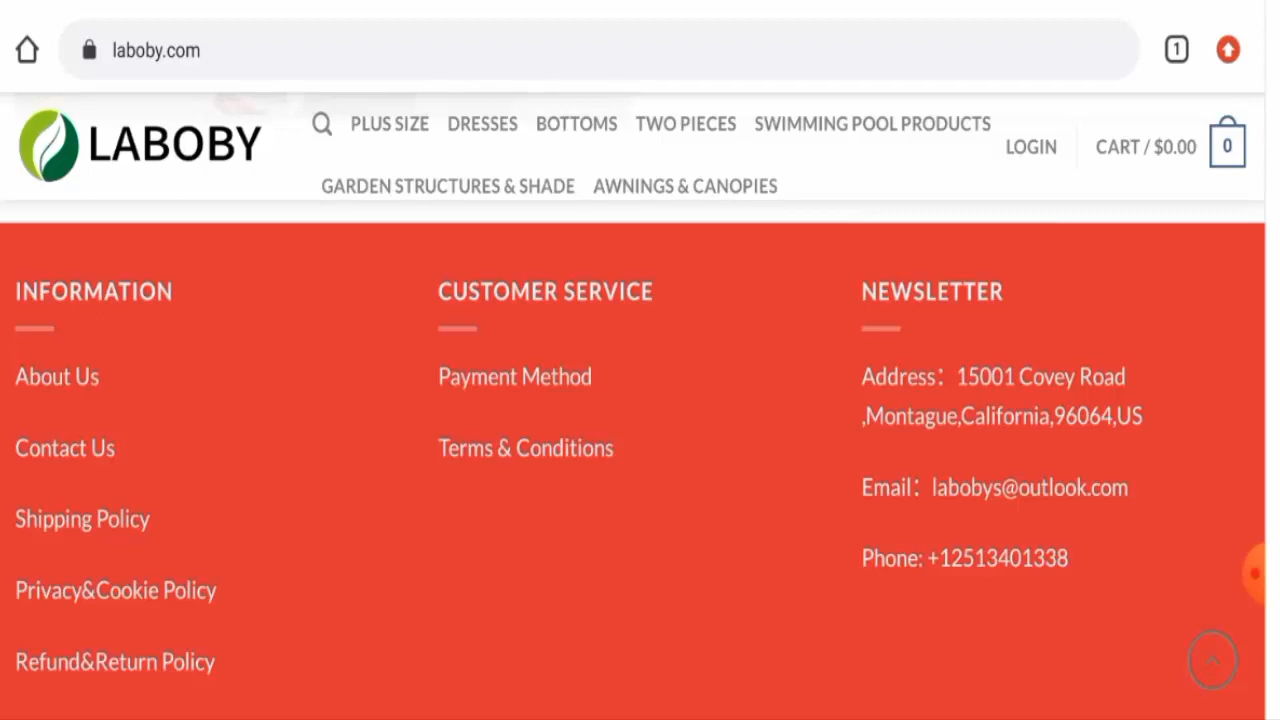 laboby.com
1
LABOBY
PLUS SIZE DRESSES BOTTOMS TWO PIECES SWIMMING POOL PRODUCTS
GARDEN STRUCTURES & SHADE AWNINGS & CANOPIES
LOGIN CART / $0.00 0
INFORMATION
About Us
Contact Us
Shipping Policy
Privacy&Cookie Policy
Refund&Return Policy
CUSTOMER SERVICE
Payment Method
Terms & Conditions
NEWSLETTER
Address：15001 Covey Road
,Montague,California,96064,US
Email：labobys@outlook.com
Phone: +12513401338